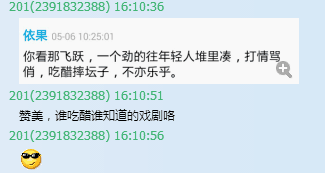 201(2391832388) 16:10:36
依果 05-06 10:25:01
你看那飞跃，一个劲的往年轻人堆里凑，打情骂
俏，吃醋摔坛子，不亦乐乎。
201(2391832388) 16:10:51
赞美，谁吃醋谁知道的戏剧咯
201(2391832388) 16:10:56